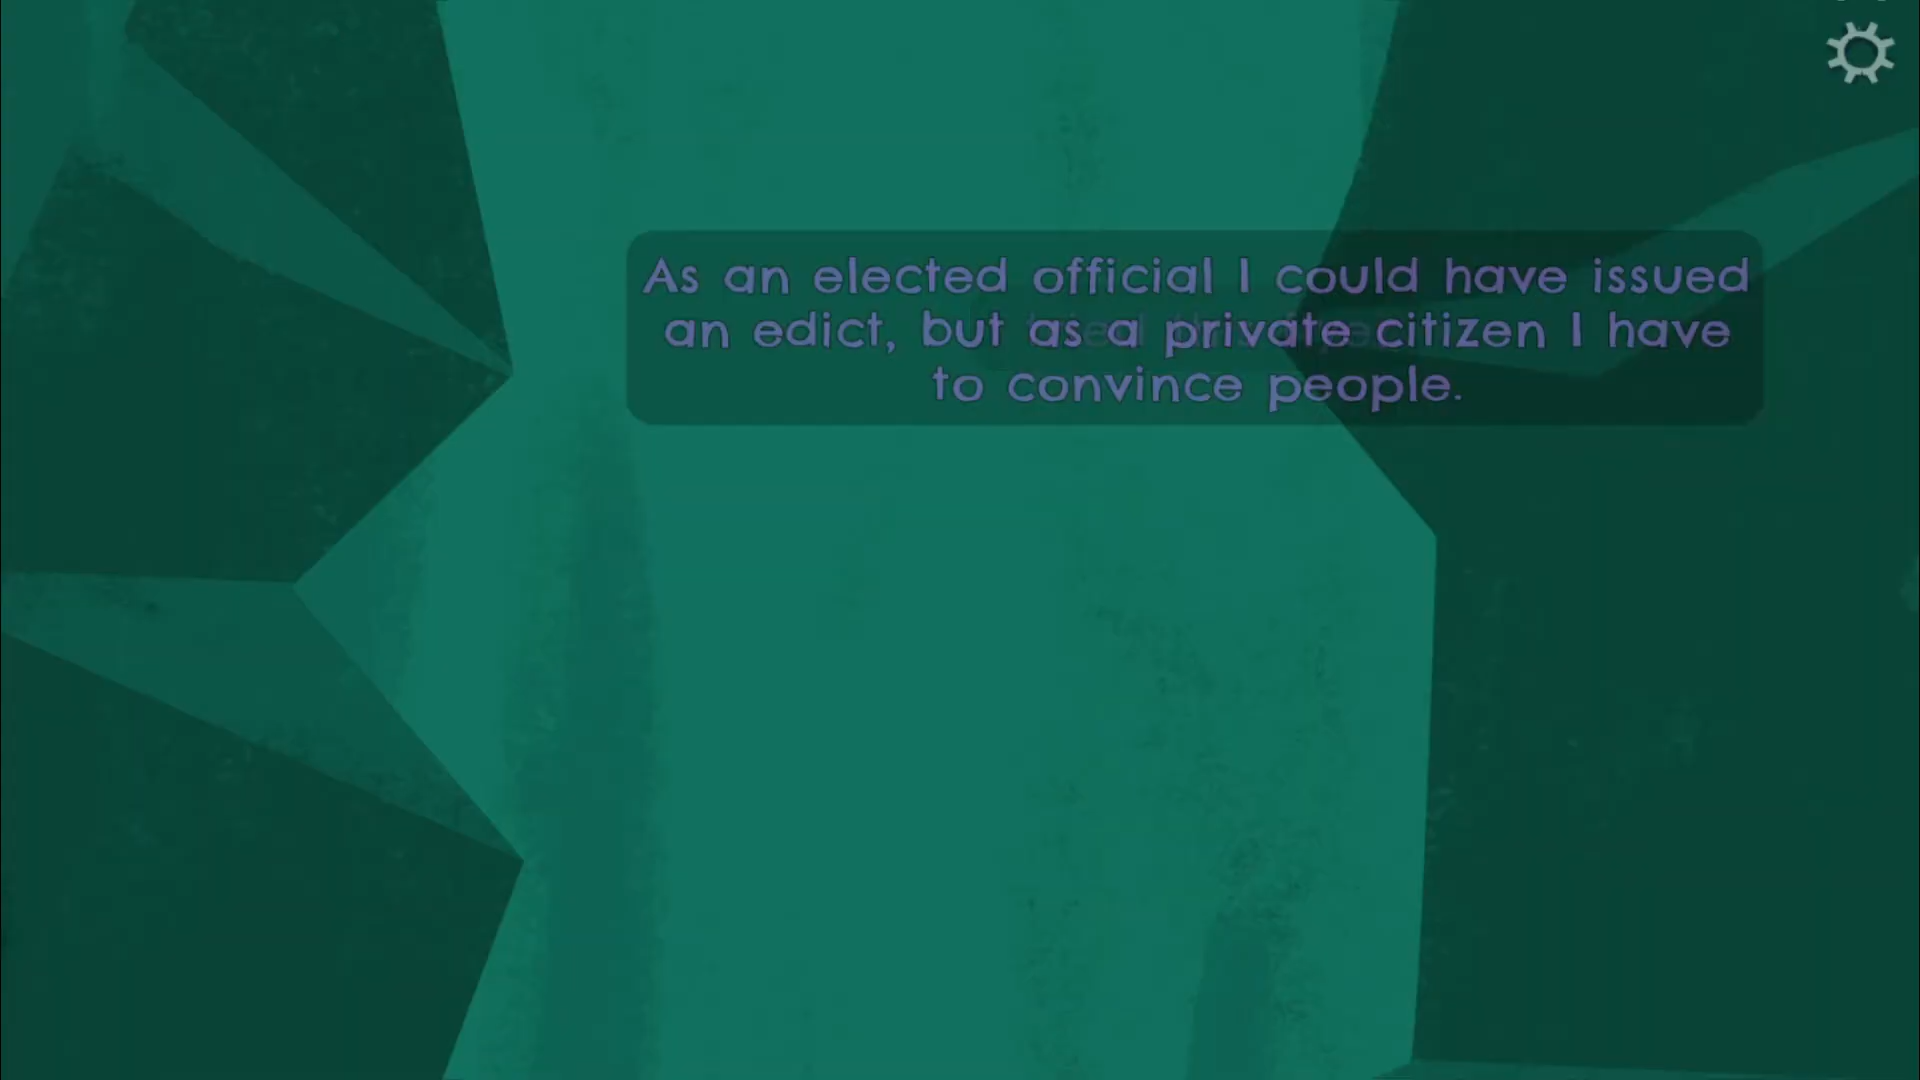 As an elected official I could have issued
an edict, but as a private citizen I have
to convince people.